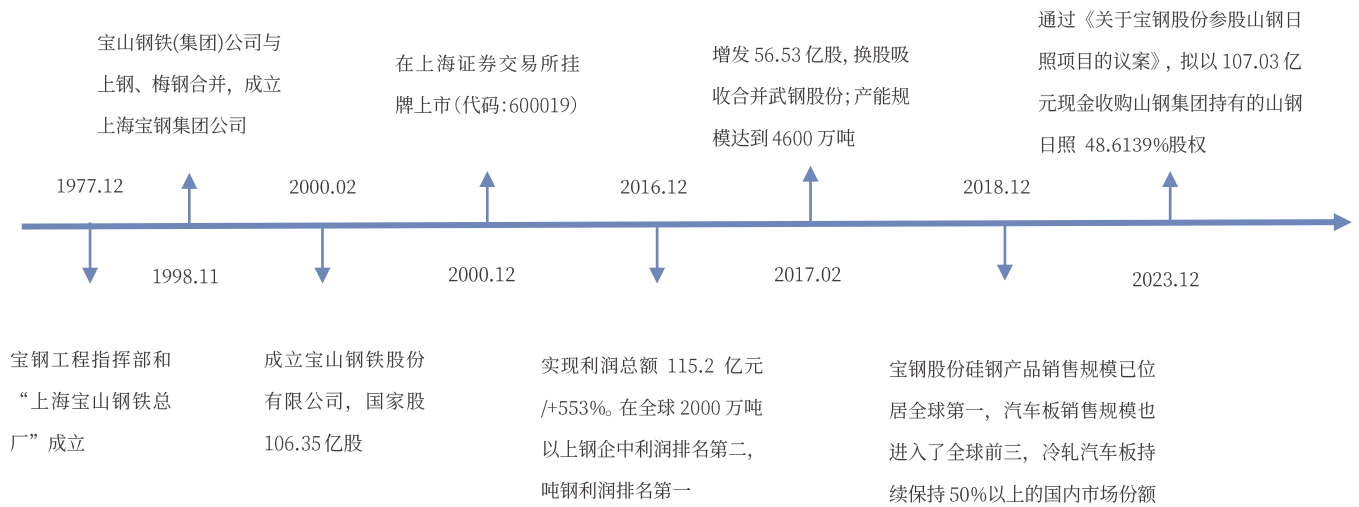 宝山钢铁(集团)公司与
上钢、梅钢合并，成立
上海宝钢集团公司
在上海证券交易所挂
牌上市（代码：600019）
增发 56.53 亿股，换股吸
收合并武钢股份；产能规
模达到 4600 万吨
通过《关于宝钢股份参股山钢日
照项目的议案》，拟以 107.03 亿
元现金收购山钢集团持有的山钢
日照 48.6139%股权
1977.12
2000.02
2016.12
2018.12
1998.11
2000.12
2017.02
2023.12
宝钢工程指挥部和
“上海宝山钢铁总
厂”成立
成立宝山钢铁股份
有限公司，国家股
106.35 亿股
实现利润总额 115.2 亿元
/+553%。在全球 2000 万吨
以上钢企中利润排名第二，
吨钢利润排名第一
宝钢股份硅钢产品销售规模已位
居全球第一，汽车板销售规模也
进入了全球前三，冷轧汽车板持
续保持 50%以上的国内市场份额